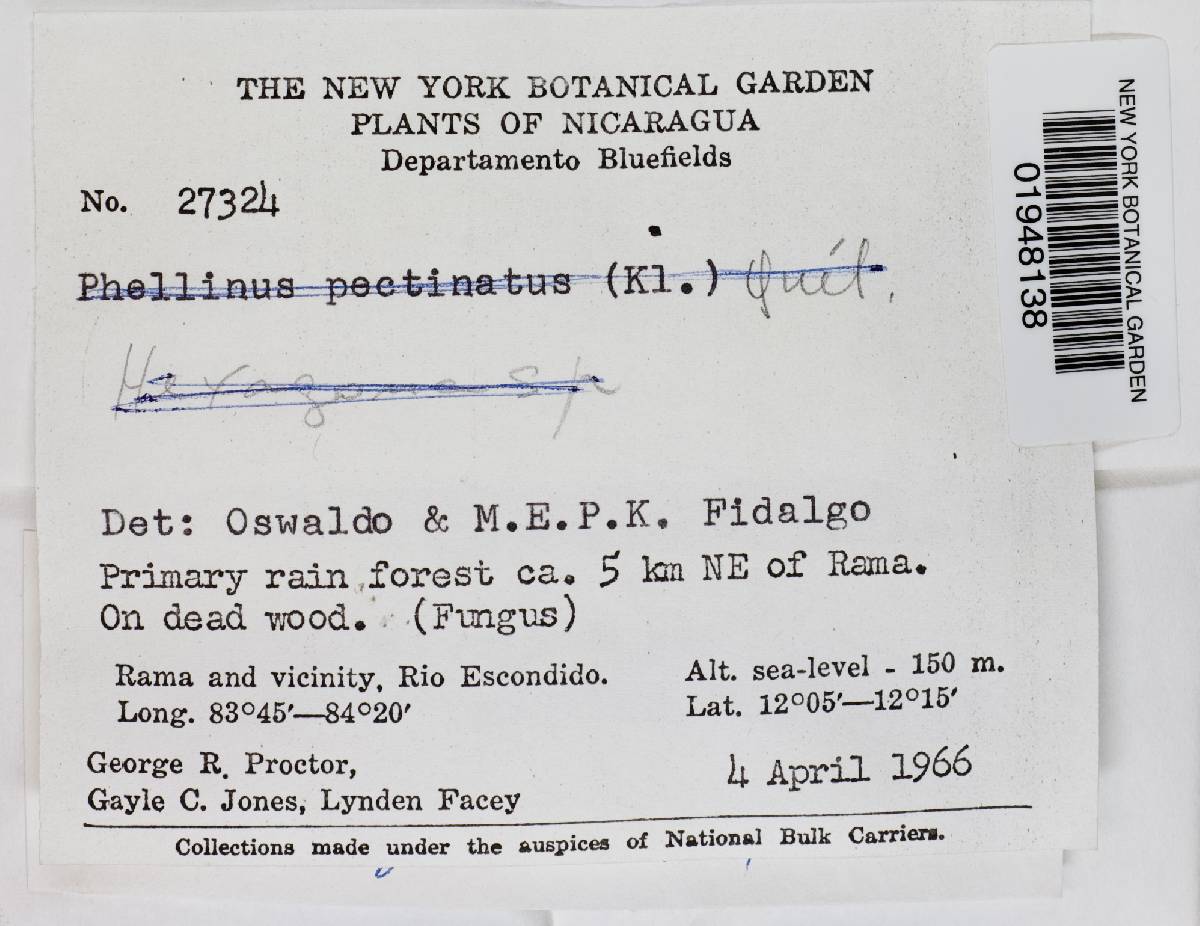 THE NEW YORK BOTANICAL GARDEN
PLANTS OF NICARAGUA
Departamento Bluefields
No. 27324
Phellinus pectinatus (Kl.) Quél.
Hexagona sp
Det: Oswaldo & M.E.P.K. Fidalgo
Primary rain forest ca. 5 km NE of Rama.
On dead wood. (Fungus)
Rama and vicinity, Rio Escondido.
Long. 83°45′—84°20′
Alt. sea-level - 150 m.
Lat. 12°05′—12°15′
George R. Proctor,
Gayle C. Jones, Lynden Facey
4 April 1966
Collections made under the auspices of National Bulk Carriers.
NEW YORK BOTANICAL GARDEN
01948138